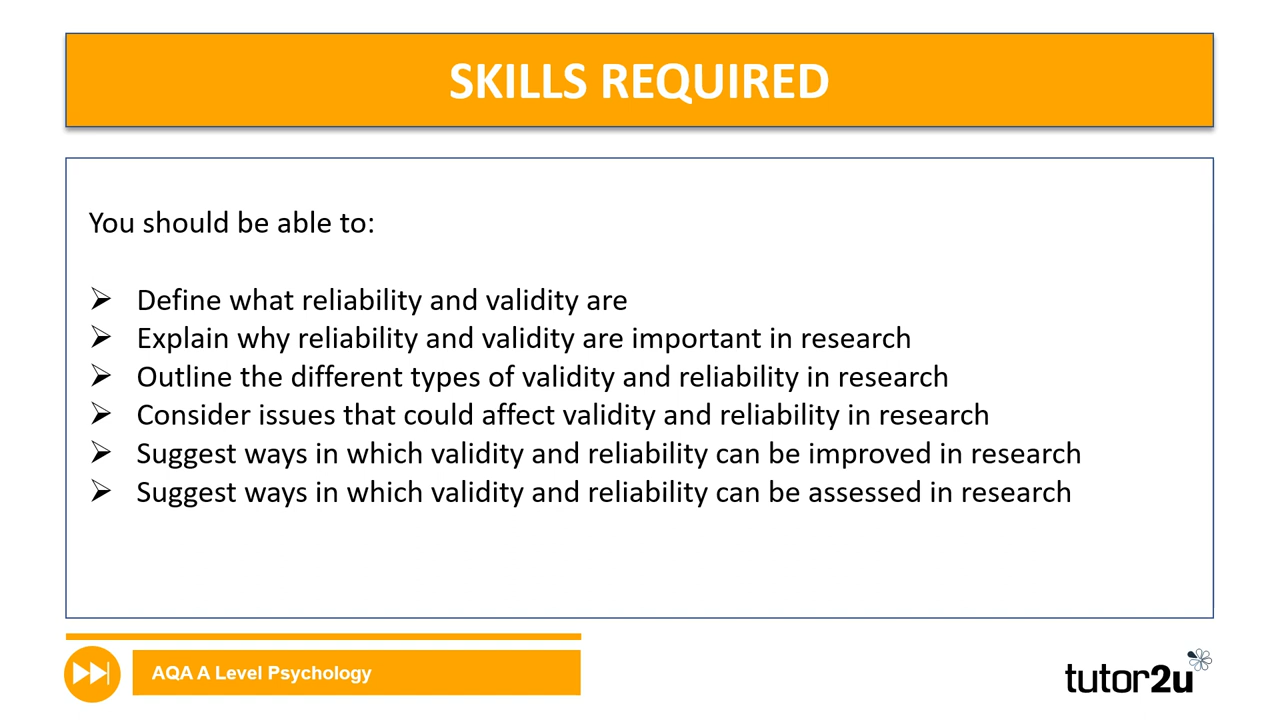 SKILLS REQUIRED
You should be able to:
➢ Define what reliability and validity are
➢ Explain why reliability and validity are important in research
➢ Outline the different types of validity and reliability in research
➢ Consider issues that could affect validity and reliability in research
➢ Suggest ways in which validity and reliability can be improved in research
➢ Suggest ways in which validity and reliability can be assessed in research
AQA A Level Psychology
tutor2u